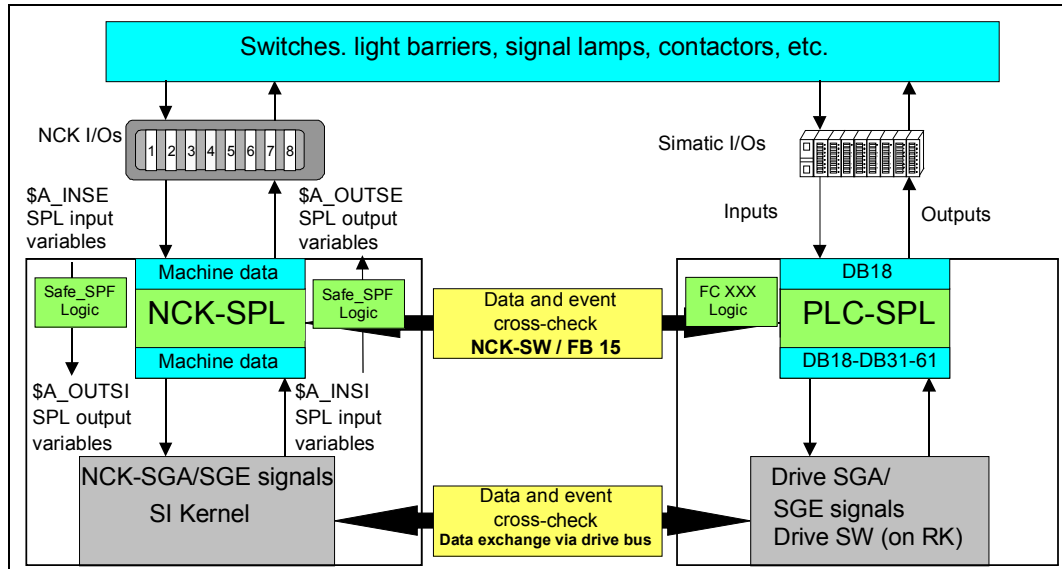 Switches. light barriers, signal lamps, contactors, etc.
NCK I/Os
1 2 3 4 5 6 7 8
Simatic I/Os
$A_INSE
SPL input
variables
$A_OUTSE
SPL output
variables
Inputs
Outputs
Machine data
Safe_SPF
Logic
NCK-SPL
Safe_SPF
Logic
Machine data
Data and event
cross-check
NCK-SW / FB 15
FC XXX
Logic
DB18
PLC-SPL
DB18-DB31-61
$A_OUTSI
SPL output
variables
$A_INSI
SPL input
variables
NCK-SGA/SGE signals
SI Kernel
Data and event
cross-check
Data exchange via drive bus
Drive SGA/
SGE signals
Drive SW (on RK)